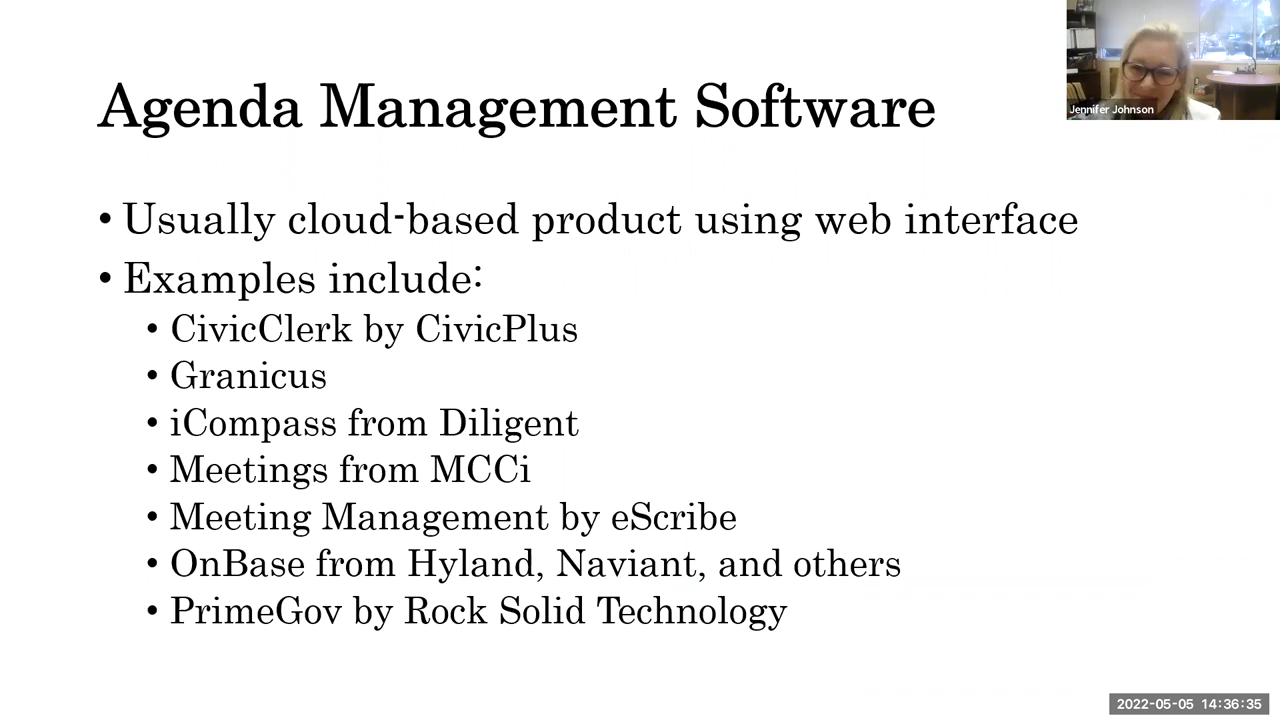 Agenda Management Software
Jennifer Johnson
• Usually cloud-based product using web interface
• Examples include:
• CivicClerk by CivicPlus
• Granicus
• iCompass from Diligent
• Meetings from MCCi
• Meeting Management by eScribe
• OnBase from Hyland, Naviant, and others
• PrimeGov by Rock Solid Technology
2022-05-05 14:36:35